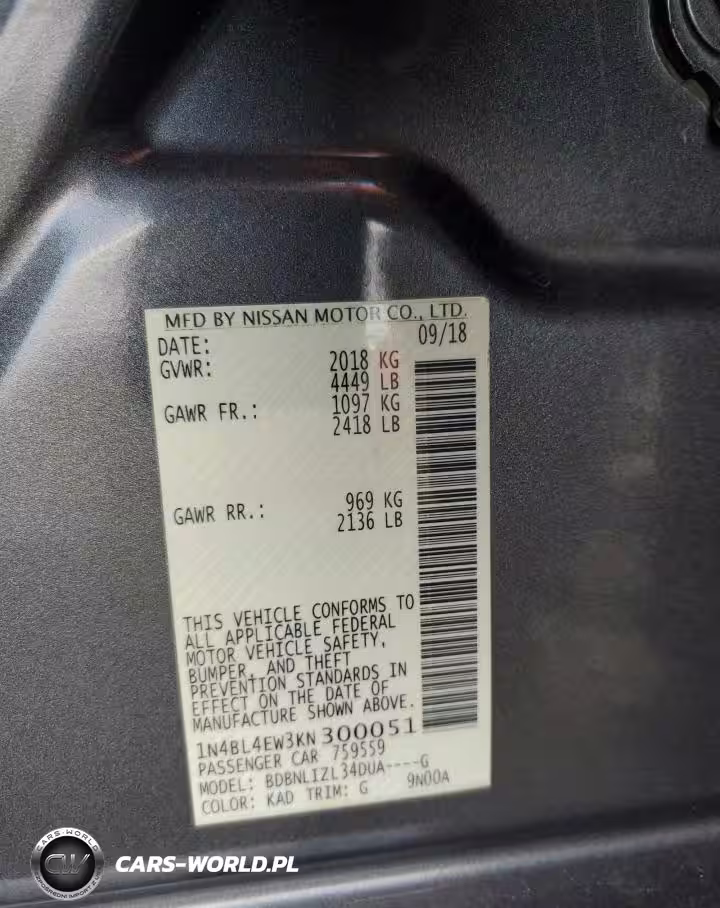 MFD BY NISSAN MOTOR CO., LTD.
DATE: 09/18
GVWR: 2018 KG
4449 LB
GAWR FR.: 1097 KG
2418 LB
GAWR RR.: 969 KG
2136 LB
THIS VEHICLE CONFORMS TO
ALL APPLICABLE FEDERAL
MOTOR VEHICLE SAFETY,
BUMPER, AND THEFT
PREVENTION STANDARDS IN
EFFECT ON THE DATE OF
MANUFACTURE SHOWN ABOVE.
1N4BL4EW3KN300051
PASSENGER CAR 759559
MODEL: BDBNLIZL34DUA----G
COLOR: KAD TRIM: G 9N00A
CARS-WORLD
CW
CARS-WORLD.PL